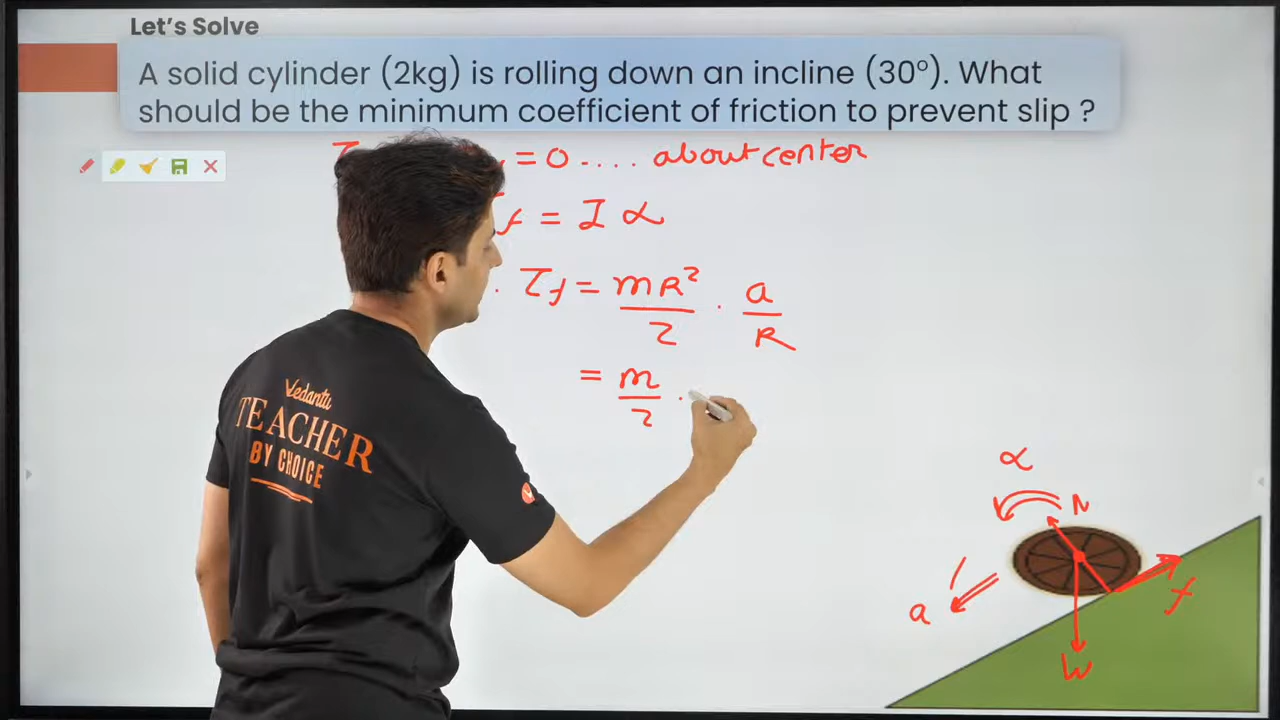 Let's Solve
A solid cylinder (2kg) is rolling down an incline (30°). What
should be the minimum coefficient of friction to prevent slip ?
= 0 .... about center
f = I α
. τf = mR²/2 . a/R
= m/2 .
Vedantu
TEACHER
BY CHOICE
α
N
a
f
W